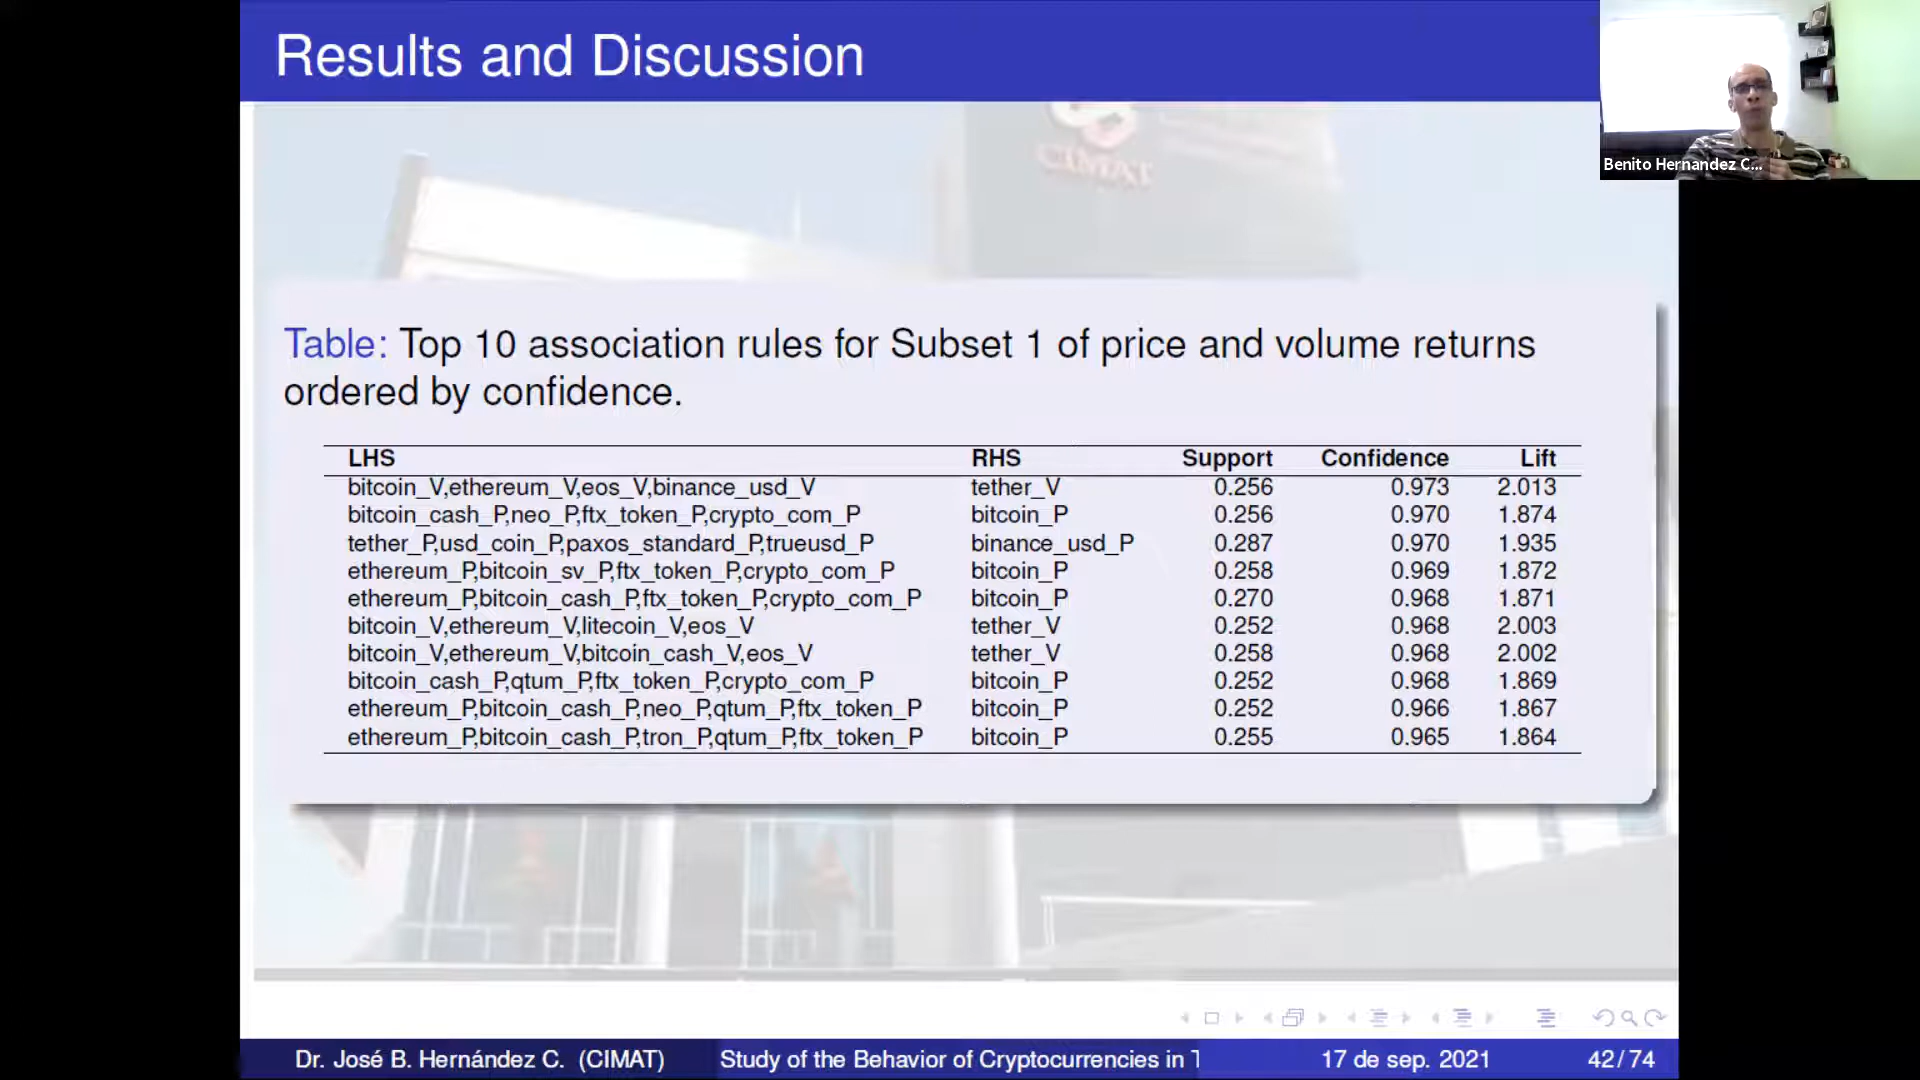 Results and Discussion
Benito Hernandez C...
CIMAT
Table: Top 10 association rules for Subset 1 of price and volume returns
ordered by confidence.
LHS RHS Support Confidence Lift
bitcoin_V,ethereum_V,eos_V,binance_usd_V tether_V 0.256 0.973 2.013
bitcoin_cash_P,neo_P,ftx_token_P,crypto_com_P bitcoin_P 0.256 0.970 1.874
tether_P,usd_coin_P,paxos_standard_P,trueusd_P binance_usd_P 0.287 0.970 1.935
ethereum_P,bitcoin_sv_P,ftx_token_P,crypto_com_P bitcoin_P 0.258 0.969 1.872
ethereum_P,bitcoin_cash_P,ftx_token_P,crypto_com_P bitcoin_P 0.270 0.968 1.871
bitcoin_V,ethereum_V,litecoin_V,eos_V tether_V 0.252 0.968 2.003
bitcoin_V,ethereum_V,bitcoin_cash_V,eos_V tether_V 0.258 0.968 2.002
bitcoin_cash_P,qtum_P,ftx_token_P,crypto_com_P bitcoin_P 0.252 0.968 1.869
ethereum_P,bitcoin_cash_P,neo_P,qtum_P,ftx_token_P bitcoin_P 0.252 0.966 1.867
ethereum_P,bitcoin_cash_P,tron_P,qtum_P,ftx_token_P bitcoin_P 0.255 0.965 1.864
Dr. José B. Hernández C. (CIMAT) Study of the Behavior of Cryptocurrencies in T 17 de sep. 2021 42/74